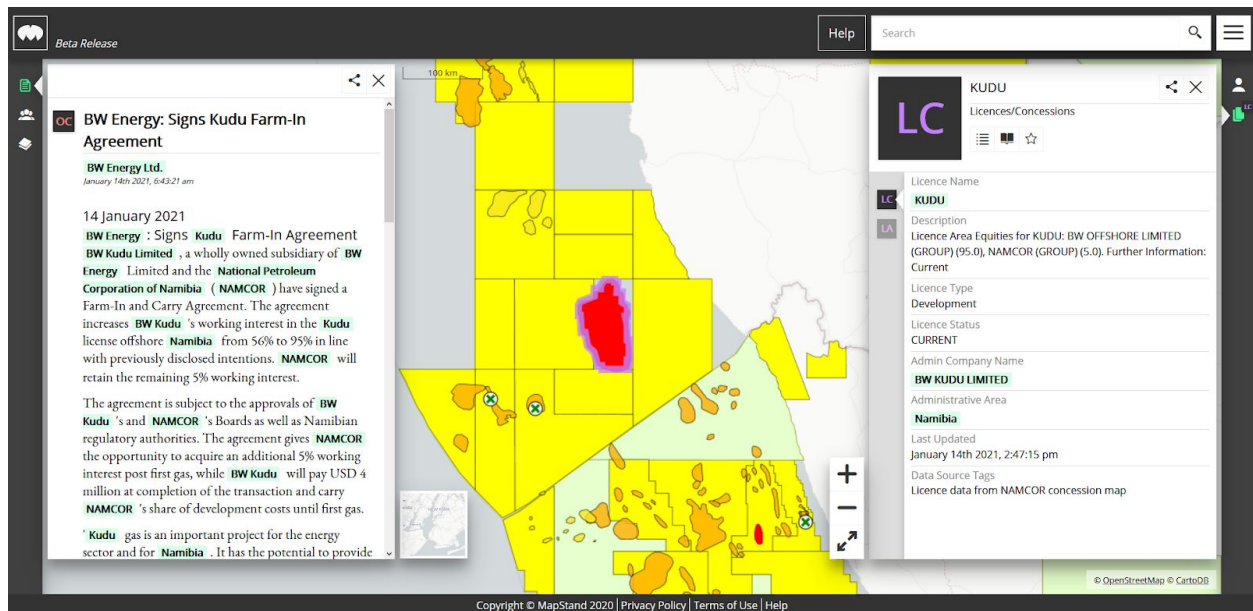 Beta Release
Help
Search
100 km
OC
BW Energy: Signs Kudu Farm-In
Agreement
BW Energy Ltd.
January 14th 2021, 6:43:21 am
14 January 2021
BW Energy : Signs Kudu Farm-In Agreement
BW Kudu Limited , a wholly owned subsidiary of BW
Energy Limited and the National Petroleum
Corporation of Namibia ( NAMCOR ) have signed a
Farm-In and Carry Agreement. The agreement
increases BW Kudu 's working interest in the Kudu
license offshore Namibia from 56% to 95% in line
with previously disclosed intentions. NAMCOR will
retain the remaining 5% working interest.
The agreement is subject to the approvals of BW
Kudu 's and NAMCOR 's Boards as well as Namibian
regulatory authorities. The agreement gives NAMCOR
the opportunity to acquire an additional 5% working
interest post first gas, while BW Kudu will pay USD 4
million at completion of the transaction and carry
NAMCOR 's share of development costs until first gas.
' Kudu gas is an important project for the energy
sector and for Namibia . It has the potential to provide
LC
KUDU
Licences/Concessions
LC
LC
LA
Licence Name
KUDU
Description
Licence Area Equities for KUDU: BW OFFSHORE LIMITED
(GROUP) (95.0), NAMCOR (GROUP) (5.0). Further Information:
Current
Licence Type
Development
Licence Status
CURRENT
Admin Company Name
BW KUDU LIMITED
Administrative Area
Namibia
Last Updated
January 14th 2021, 2:47:15 pm
Data Source Tags
Licence data from NAMCOR concession map
© OpenStreetMap © CartoDB
Copyright © MapStand 2020 | Privacy Policy | Terms of Use | Help